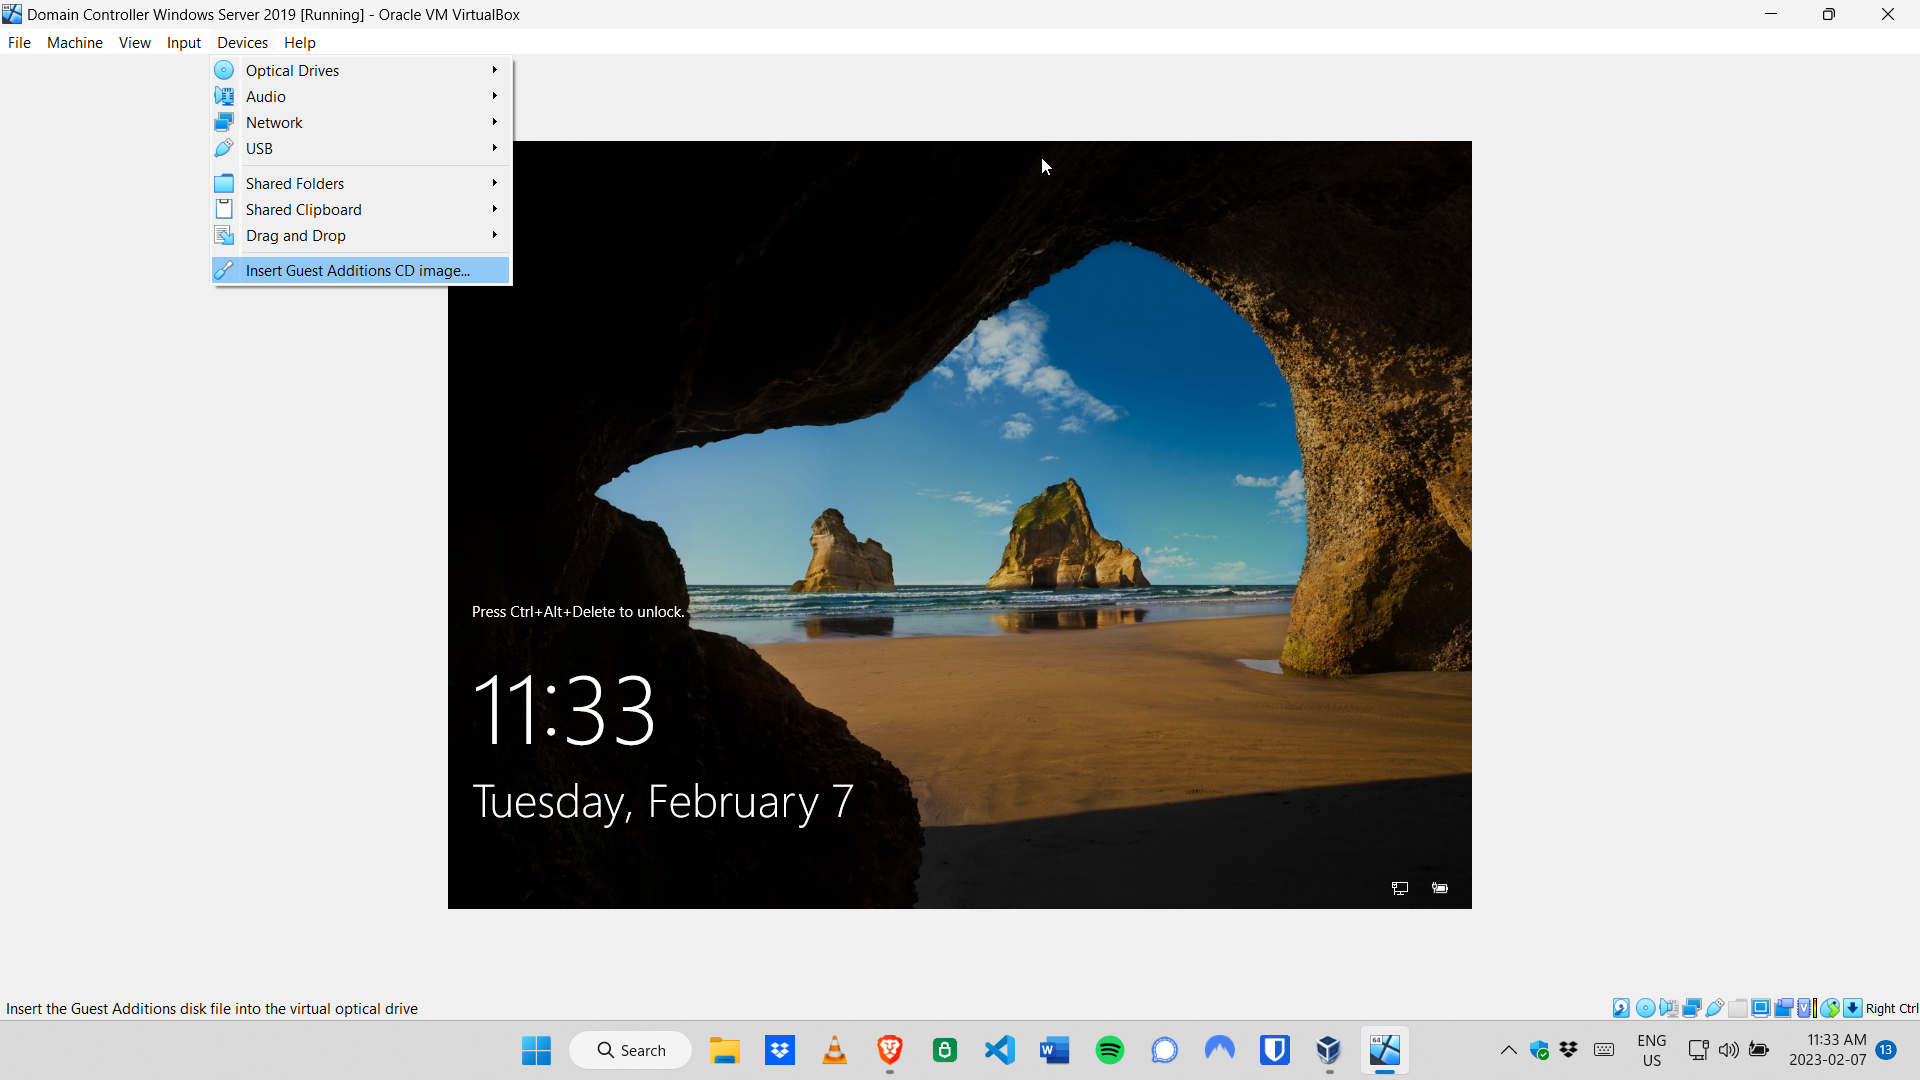 Domain Controller Windows Server 2019 [Running] - Oracle VM VirtualBox
File Machine View Input Devices Help
Optical Drives
Audio
Network
USB
Shared Folders
Shared Clipboard
Drag and Drop
Insert Guest Additions CD image...
Press Ctrl+Alt+Delete to unlock.
11:33
Tuesday, February 7
Insert the Guest Additions disk file into the virtual optical drive
Right Ctrl
Search
ENG
US
11:33 AM
2023-02-07
13